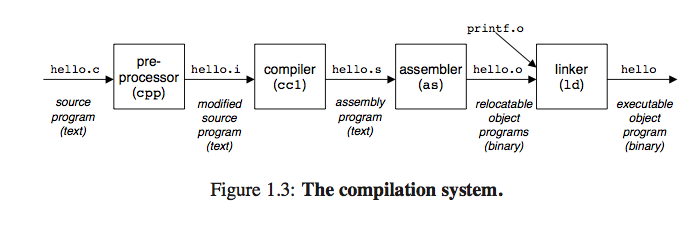 printf.o
hello.c
pre-
processor
(cpp)
hello.i
compiler
(cc1)
hello.s
assembler
(as)
hello.o
linker
(ld)
hello
source
program
(text)
modified
source
program
(text)
assembly
program
(text)
relocatable
object
programs
(binary)
executable
object
program
(binary)
Figure 1.3: The compilation system.